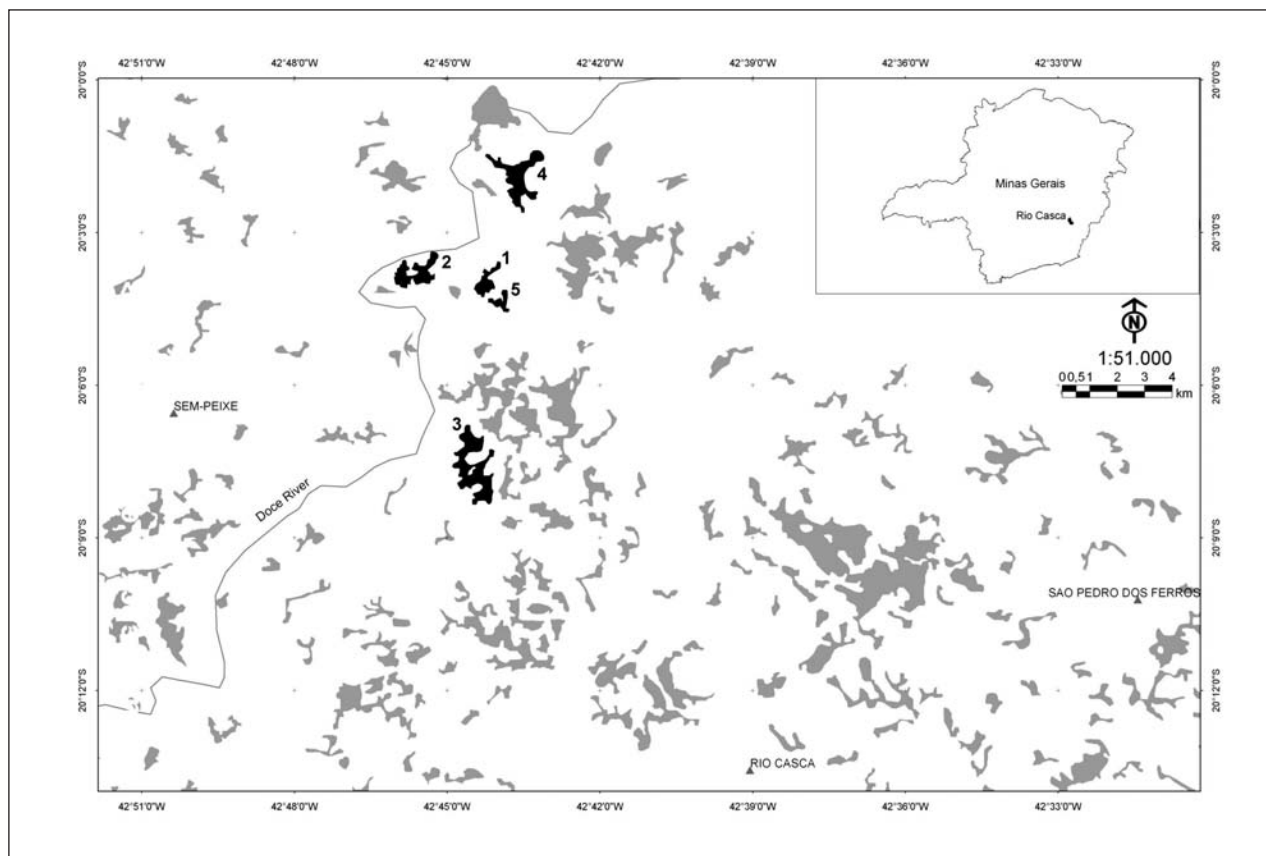 42°51'0"W 42°48'0"W 42°45'0"W 42°42'0"W 42°39'0"W 42°36'0"W 42°33'0"W
20°0'0"S 20°0'0"S
Minas Gerais
Rio Casca
4
20°3'0"S 20°3'0"S
1
2
5
N
1:51.000
0 0,5 1 2 3 4
km
20°6'0"S 20°6'0"S
SEM-PEIXE
3
Doce River
20°9'0"S 20°9'0"S
SAO PEDRO DOS FERROS
20°12'0"S 20°12'0"S
RIO CASCA
42°51'0"W 42°48'0"W 42°45'0"W 42°42'0"W 42°39'0"W 42°36'0"W 42°33'0"W